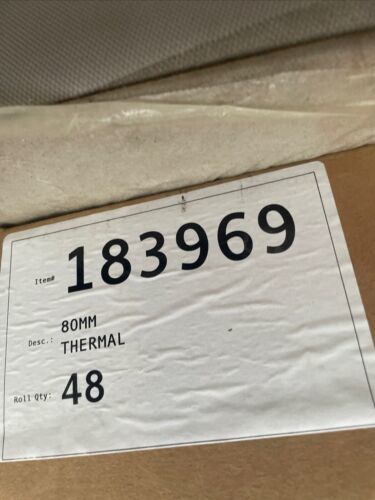 Item# 183969
Desc.: 80MM
THERMAL
Roll Qty: 48